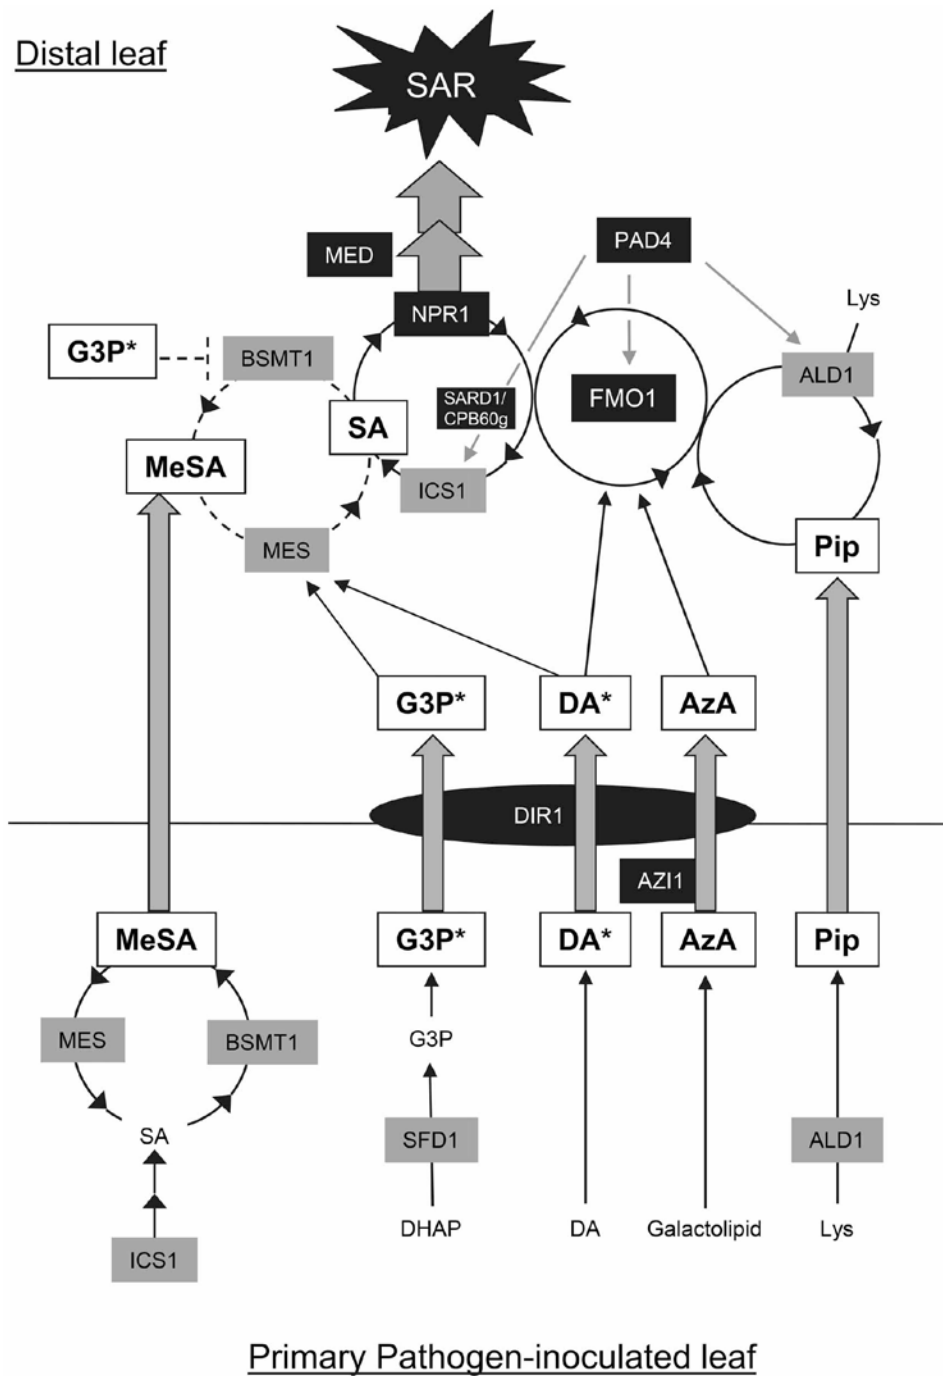 Distal leaf
SAR
MED
PAD4
NPR1
Lys
G3P*
BSMT1
ALD1
SARD1/
CPB60g
FMO1
SA
MeSA
ICS1
MES
Pip
G3P*
DA*
AzA
DIR1
AZI1
MeSA
G3P*
DA*
AzA
Pip
MES
BSMT1
G3P
SA
SFD1
ALD1
DHAP
DA
Galactolipid
Lys
ICS1
Primary Pathogen-inoculated leaf